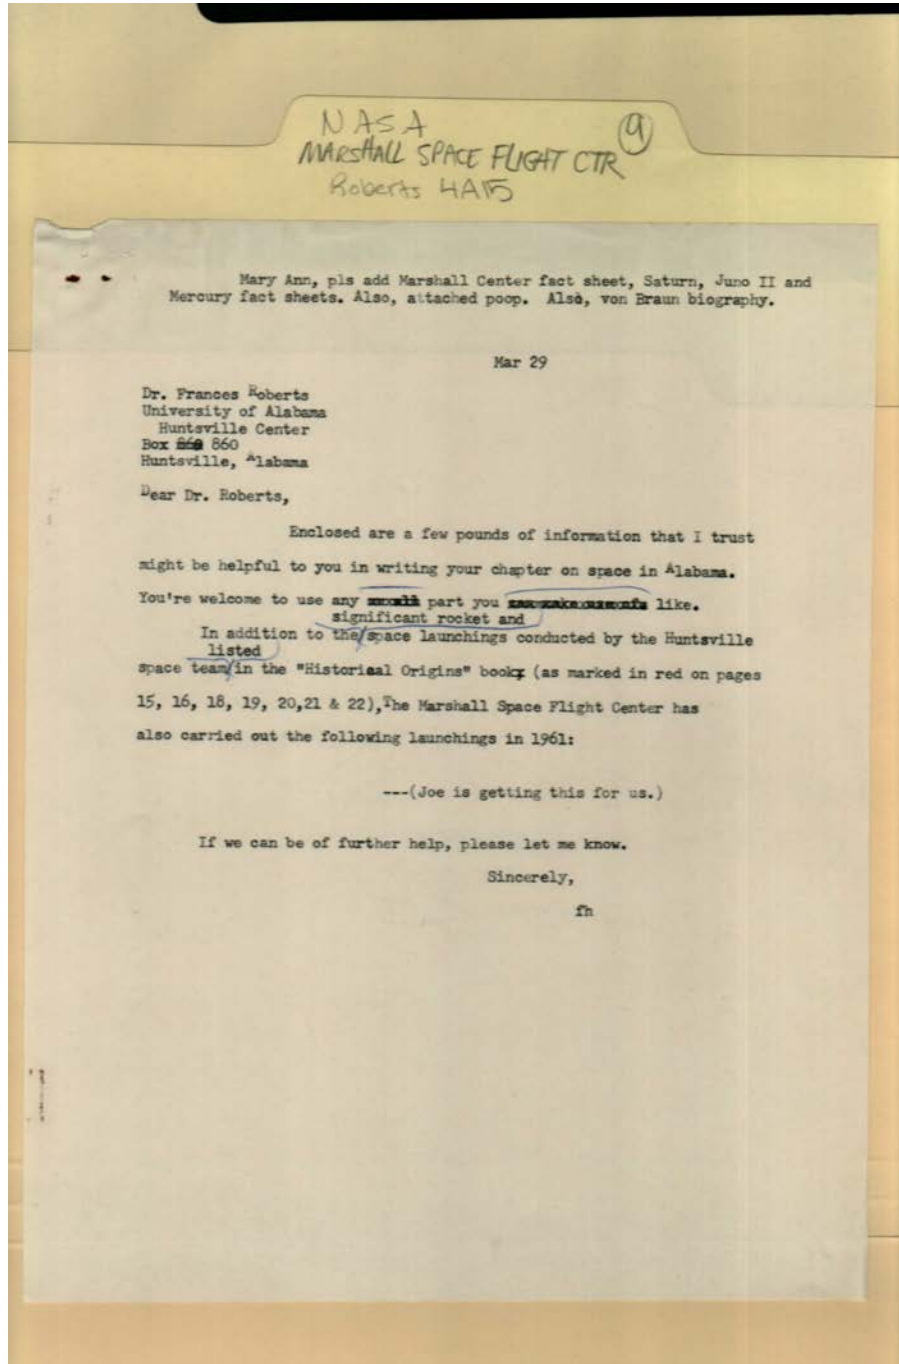 NASA
9
MARSHALL SPACE FLIGHT CTR
Roberts 4A15
Mary Ann, pls add Marshall Center fact sheet, Saturn, Juno II and
Mercury fact sheets. Also, attached poop. Also, von Braun biography.
Mar 29
Dr. Frances Roberts
University of Alabama
Huntsville Center
Box 860 860
Huntsville, Alabama
Dear Dr. Roberts,
Enclosed are a few pounds of information that I trust
might be helpful to you in writing your chapter on space in Alabama.
You're welcome to use any part you like.
significant rocket and
In addition to the/space launchings conducted by the Huntsville
listed
space team/in the "Historiaal Origins" book (as marked in red on pages
15, 16, 18, 19, 20,21 & 22),The Marshall Space Flight Center has
also carried out the following launchings in 1961:
---(Joe is getting this for us.)
If we can be of further help, please let me know.
Sincerely,
fh